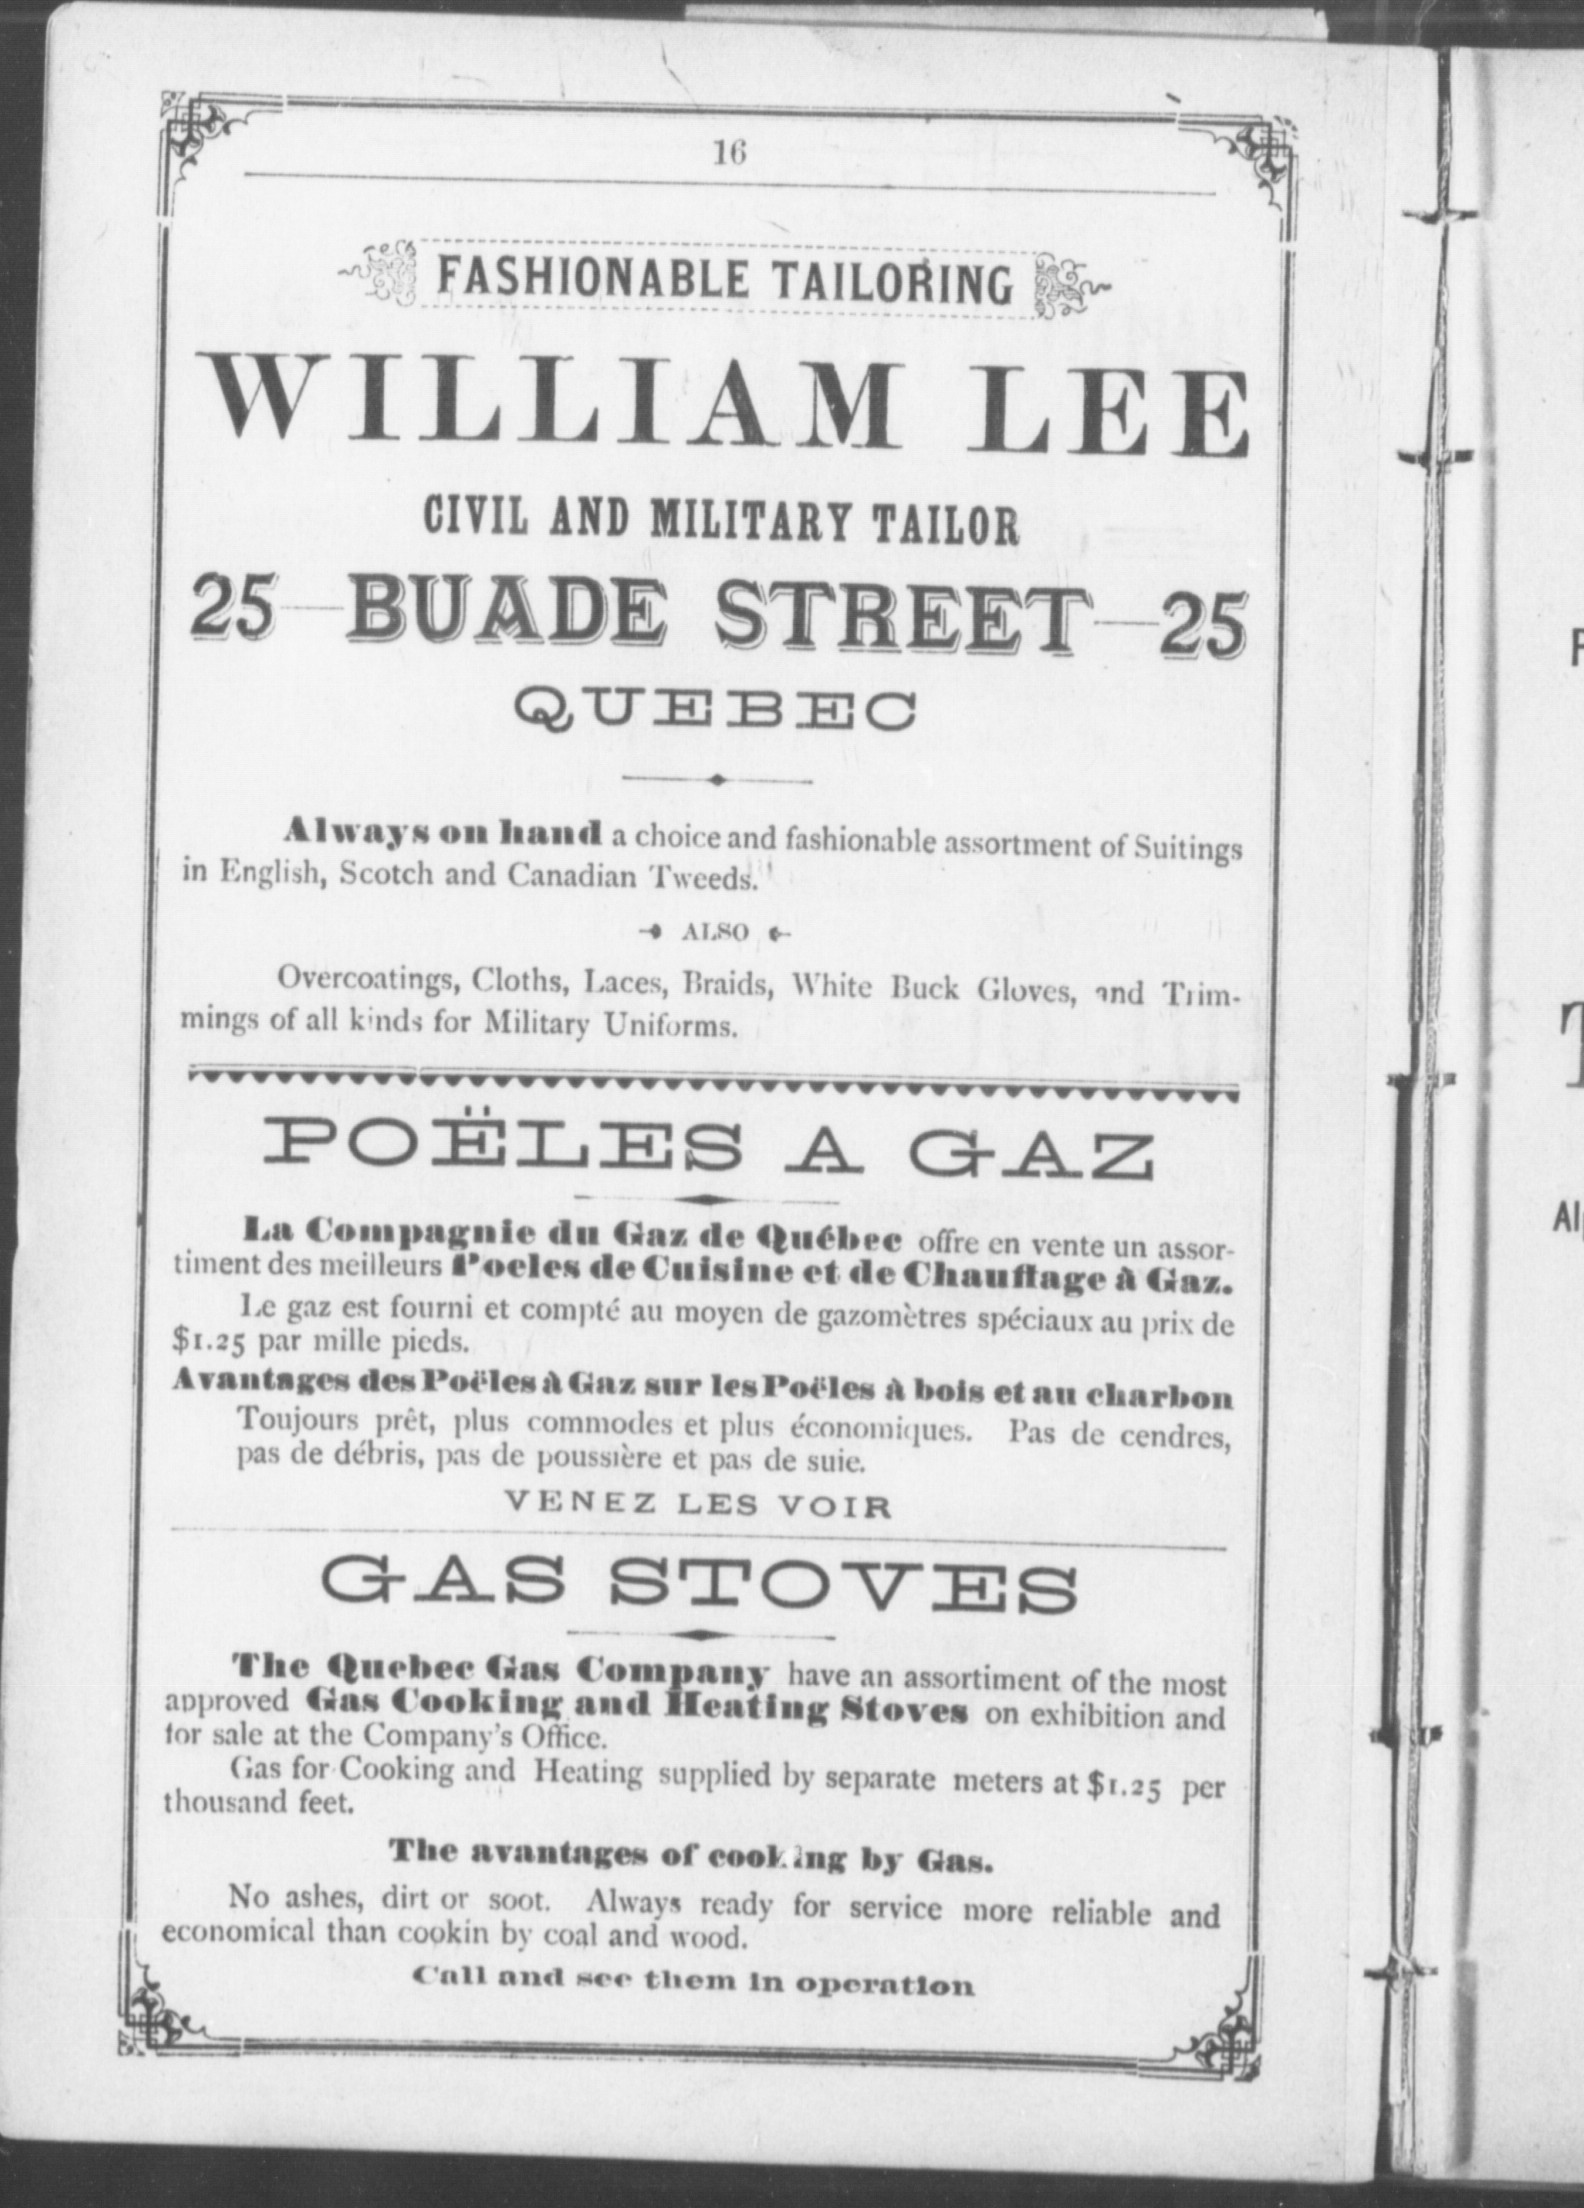 16
FASHIONABLE TAILORING
WILLIAM LEE
CIVIL AND MILITARY TAILOR
25—BUADE STREET—25
QUEBEC
Always on hand a choice and fashionable assortment of Suitings
in English, Scotch and Canadian Tweeds.
ALSO
Overcoatings, Cloths, Laces, Braids, White Buck Gloves, and Trim-
mings of all kinds for Military Uniforms.
POËLES A GAZ
La Compagnie du Gaz de Québec offre en vente un assor-
timent des meilleurs Poeles de Cuisine et de Chauffage à Gaz.
Le gaz est fourni et compté au moyen de gazomètres spéciaux au prix de
$1.25 par mille pieds.
Avantages des Poëles à Gaz sur les Poëles à bois et au charbon
Toujours prêt, plus commodes et plus économiques. Pas de cendres,
pas de débris, pas de poussière et pas de suie.
VENEZ LES VOIR
GAS STOVES
The Quebec Gas Company have an assortiment of the most
approved Gas Cooking and Heating Stoves on exhibition and
for sale at the Company's Office.
Gas for Cooking and Heating supplied by separate meters at $1.25 per
thousand feet.
The avantages of cooking by Gas.
No ashes, dirt or soot. Always ready for service more reliable and
economical than cookin by coal and wood.
Call and see them in operation